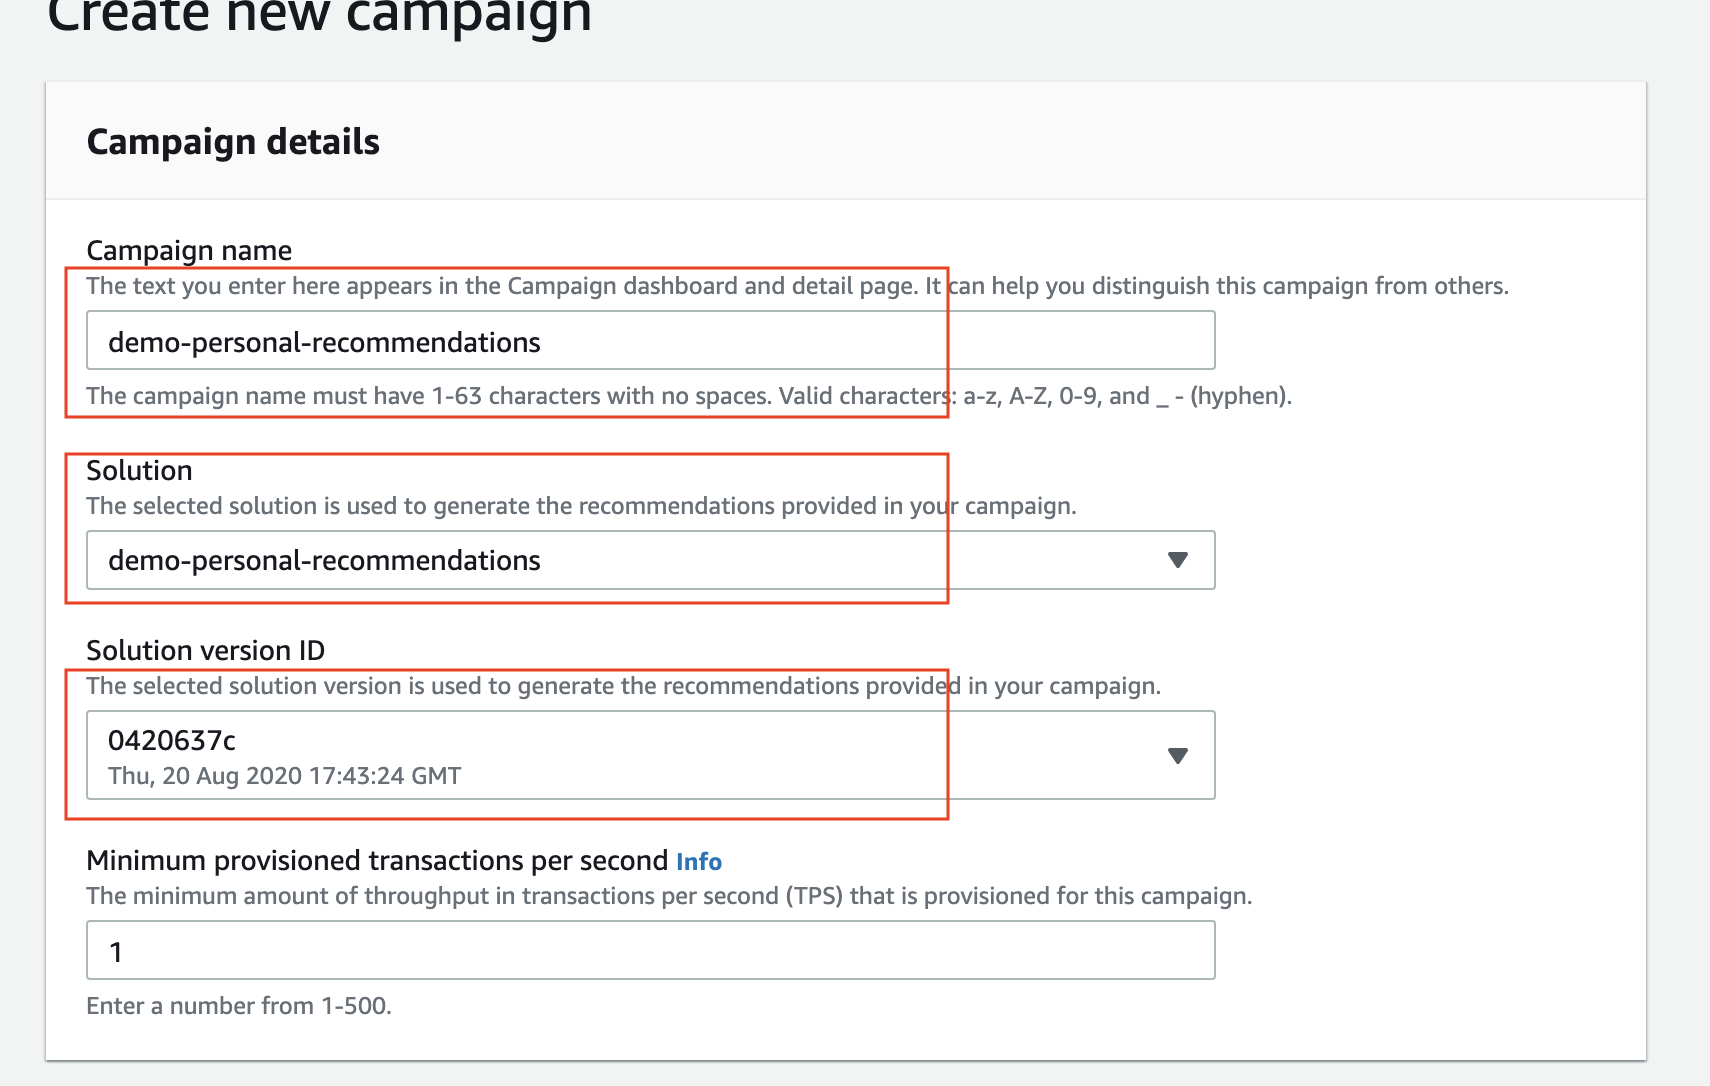 Create new campaign
Campaign details
Campaign name
The text you enter here appears in the Campaign dashboard and detail page. It can help you distinguish this campaign from others.
demo-personal-recommendations
The campaign name must have 1-63 characters with no spaces. Valid characters: a-z, A-Z, 0-9, and _ - (hyphen).
Solution
The selected solution is used to generate the recommendations provided in your campaign.
demo-personal-recommendations
Solution version ID
The selected solution version is used to generate the recommendations provided in your campaign.
0420637c
Thu, 20 Aug 2020 17:43:24 GMT
Minimum provisioned transactions per second Info
The minimum amount of throughput in transactions per second (TPS) that is provisioned for this campaign.
1
Enter a number from 1-500.